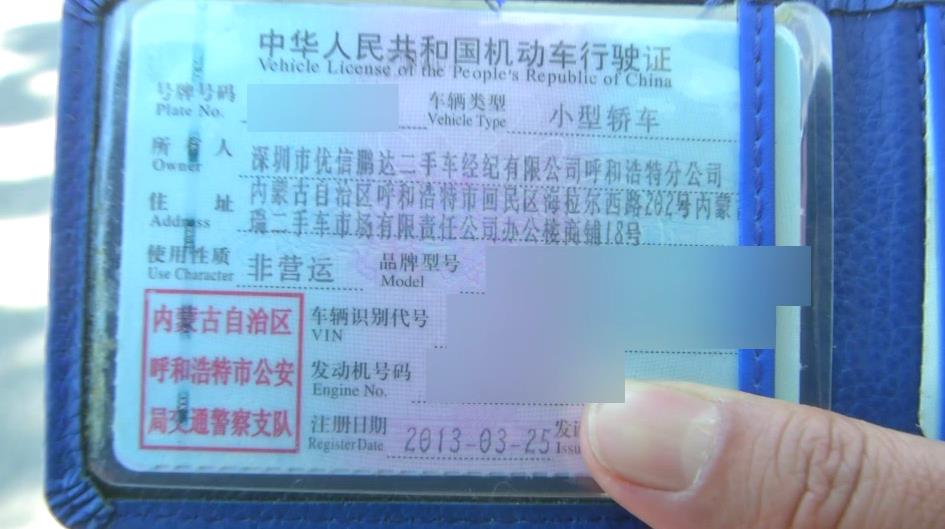 中华人民共和国机动车行驶证
Vehicle License of the People's Republic of China
号牌号码 车辆类型 小型轿车
Plate No. Vehicle Type
所有人 深圳市优信鹏达二手车经纪有限公司呼和浩特分公司
Owner
住址 内蒙古自治区呼和浩特市回民区海拉尔西路282号内蒙
Address 瑞二手车市场有限责任公司办公楼商铺18号
使用性质 非营运 品牌型号
Use Character Model
内蒙古自治区
呼和浩特市公安
局交通警察支队
车辆识别代号
VIN
发动机号码
Engine No.
注册日期 2013-03-25 发
Register Date Issu